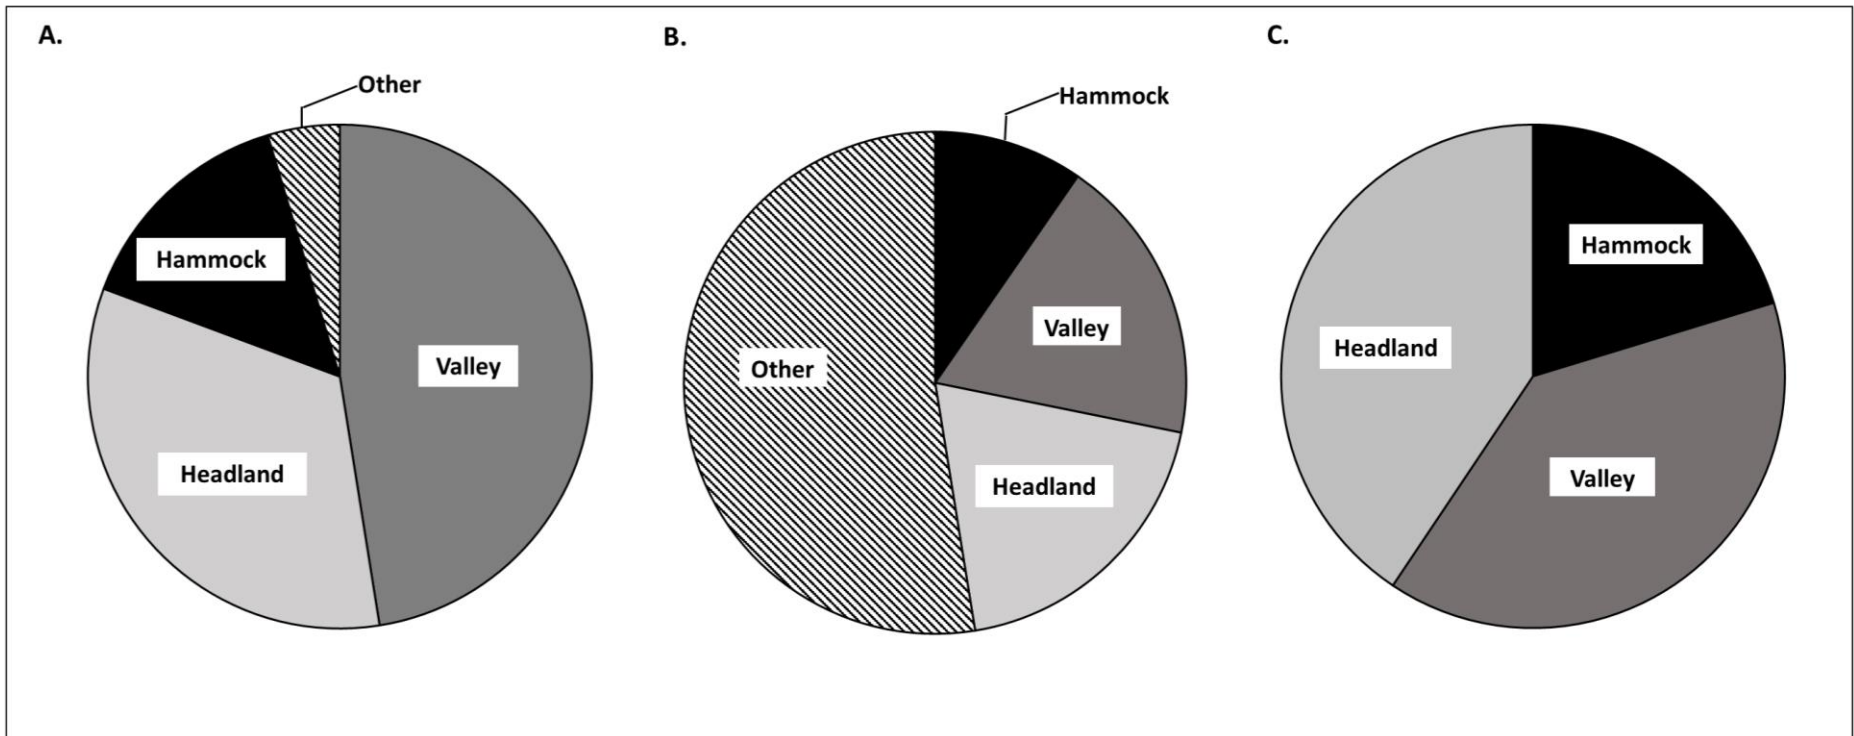 A.
Other
Hammock
Valley
Headland
B.
Hammock
Valley
Other
Headland
C.
Hammock
Headland
Valley